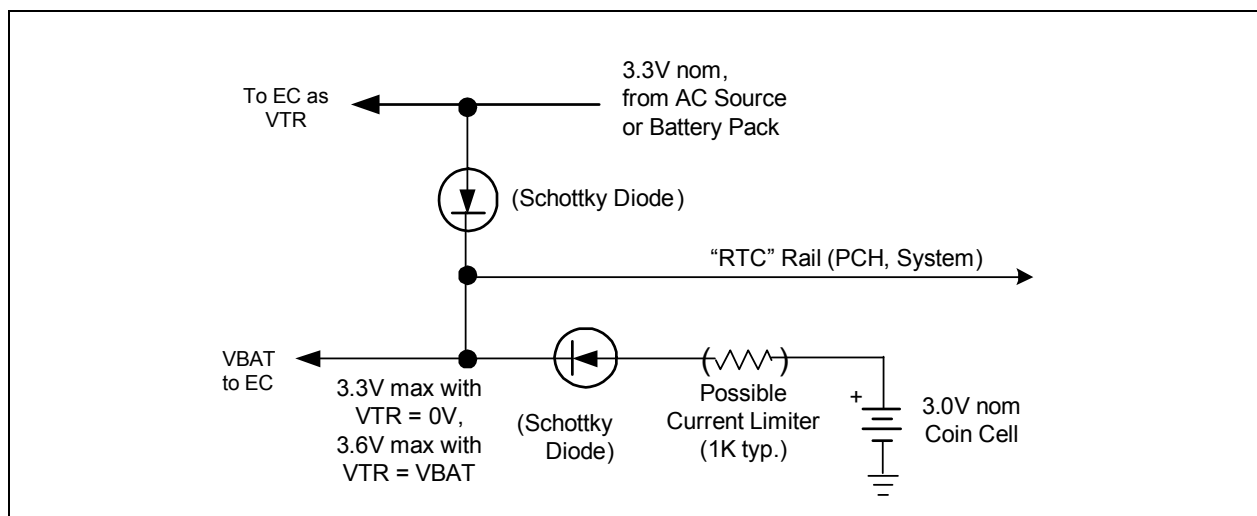 3.3V nom,
from AC Source
or Battery Pack
To EC as
VTR
(Schottky Diode)
“RTC” Rail (PCH, System)
VBAT
to EC
3.3V max with
VTR = 0V,
3.6V max with
VTR = VBAT
(Schottky
Diode)
( )
Possible
Current Limiter
(1K typ.)
+
3.0V nom
Coin Cell